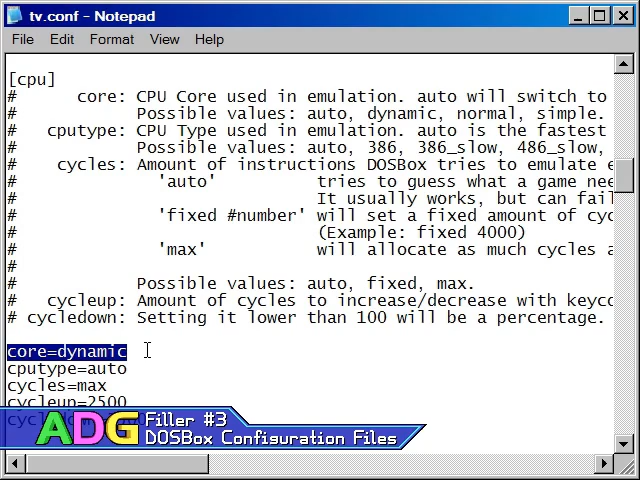 tv.conf - Notepad
File Edit Format View Help
[cpu]
# core: CPU Core used in emulation. auto will switch to
# Possible values: auto, dynamic, normal, simple.
# cputype: CPU Type used in emulation. auto is the fastest
# Possible values: auto, 386, 386_slow, 486_slow,
# cycles: Amount of instructions DOSBox tries to emulate e
# 'auto' tries to guess what a game nee
# It usually works, but can fail
# 'fixed #number' will set a fixed amount of cyc
# (Example: fixed 4000)
# 'max' will allocate as much cycles a
#
# Possible values: auto, fixed, max.
# cycleup: Amount of cycles to increase/decrease with keyco
# cycledown: Setting it lower than 100 will be a percentage.
core=dynamic
cputype=auto
cycles=max
cycleup=2500
ADG
Filler #3
DOSBox Configuration Files